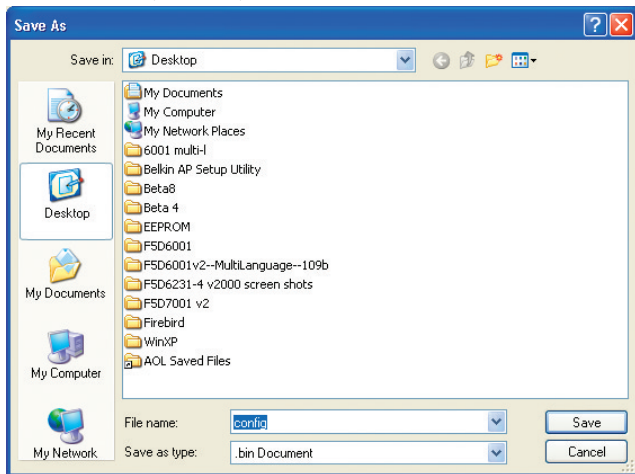 Save As
Save in:
Desktop
My Recent
Documents
Desktop
My Documents
My Computer
My Network
My Documents
My Computer
My Network Places
6001 multi-l
Belkin AP Setup Utility
Beta8
Beta 4
EEPROM
F5D6001
F5D6001v2--MultiLanguage--109b
F5D6231-4 v2000 screen shots
F5D7001 v2
Firebird
WinXP
AOL Saved Files
File name:
config
Save
Save as type:
.bin Document
Cancel